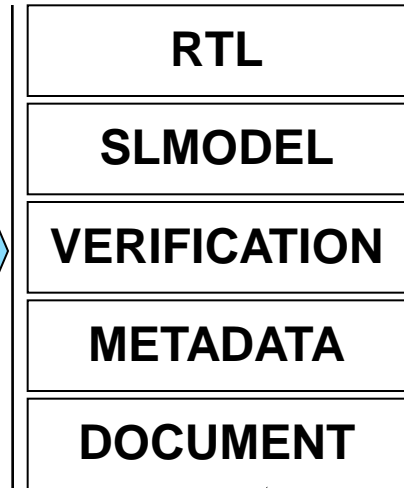 RTL
SLMODEL
VERIFICATION
METADATA
DOCUMENT